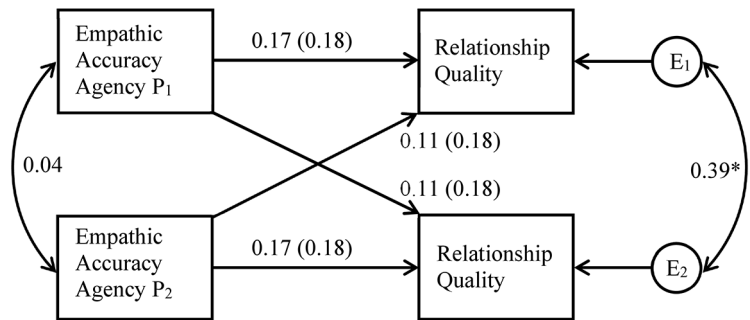 Empathic
Accuracy
Agency P₁
0.17 (0.18)
Relationship
Quality
E₁
0.11 (0.18)
0.04
0.39*
0.11 (0.18)
Empathic
Accuracy
Agency P₂
0.17 (0.18)
Relationship
Quality
E₂